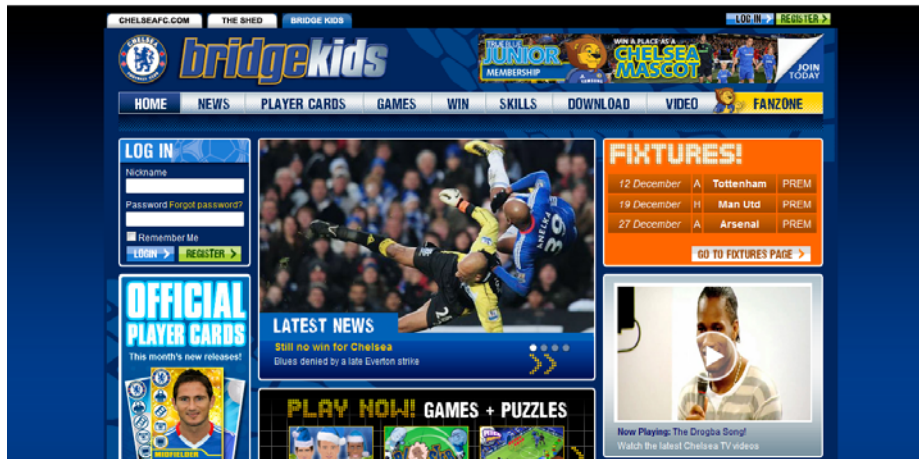 CHELSEAFC.COM
THE SHED
BRIDGE KIDS
LOG IN
REGISTER
bridgekids
TRUE BLUE
JUNIOR
MEMBERSHIP
WIN A PLACE AS A
CHELSEA
MASCOT
JOIN
TODAY
HOME
NEWS
PLAYER CARDS
GAMES
WIN
SKILLS
DOWNLOAD
VIDEO
FANZONE
LOG IN
Nickname
Password Forgot password?
Remember Me
LOGIN
REGISTER
OFFICIAL
PLAYER CARDS
This month's new releases!
MIDFIELDER
ANELKA
39
LATEST NEWS
Still no win for Chelsea
Blues denied by a late Everton strike
PLAY NOW! GAMES + PUZZLES
FIXTURES!
12 December A Tottenham PREM
19 December H Man Utd PREM
27 December A Arsenal PREM
GO TO FIXTURES PAGE
Now Playing: The Drogba Song!
Watch the latest Chelsea TV videos